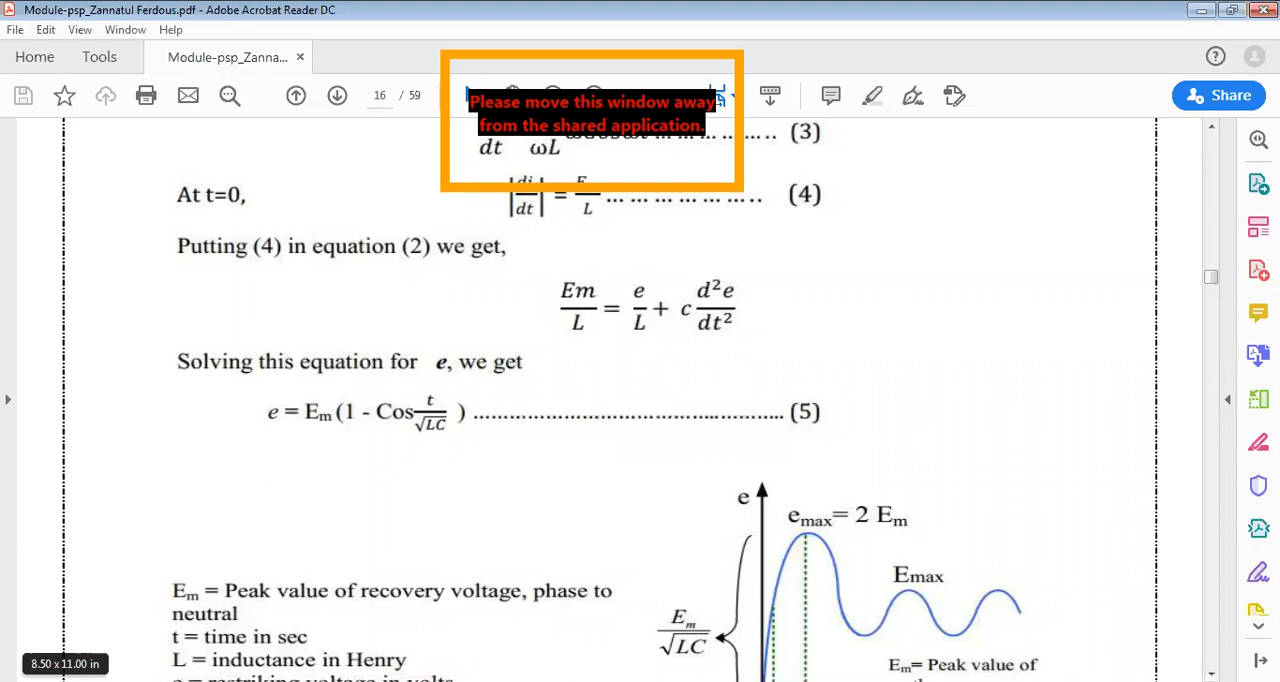 Module-psp_Zannatul Ferdous.pdf - Adobe Acrobat Reader DC
File Edit View Window Help
Home Tools Module-psp_Zanna... ×
16 / 59
Share
Please move this window away
from the shared application.
dt ωL ... ... ... ... ... .. (3)
At t=0, |di/dt| = E/L ... ... ... ... ... ... .. (4)
Putting (4) in equation (2) we get,
Em/L = e/L + c d²e/dt²
Solving this equation for e, we get
e = Em (1 - Cos t/√LC ) ........................................................ (5)
e
emax= 2 Em
Emax
Em = Peak value of recovery voltage, phase to
neutral
t = time in sec
L = inductance in Henry
Em/√LC
Em= Peak value of
8.50 x 11.00 in